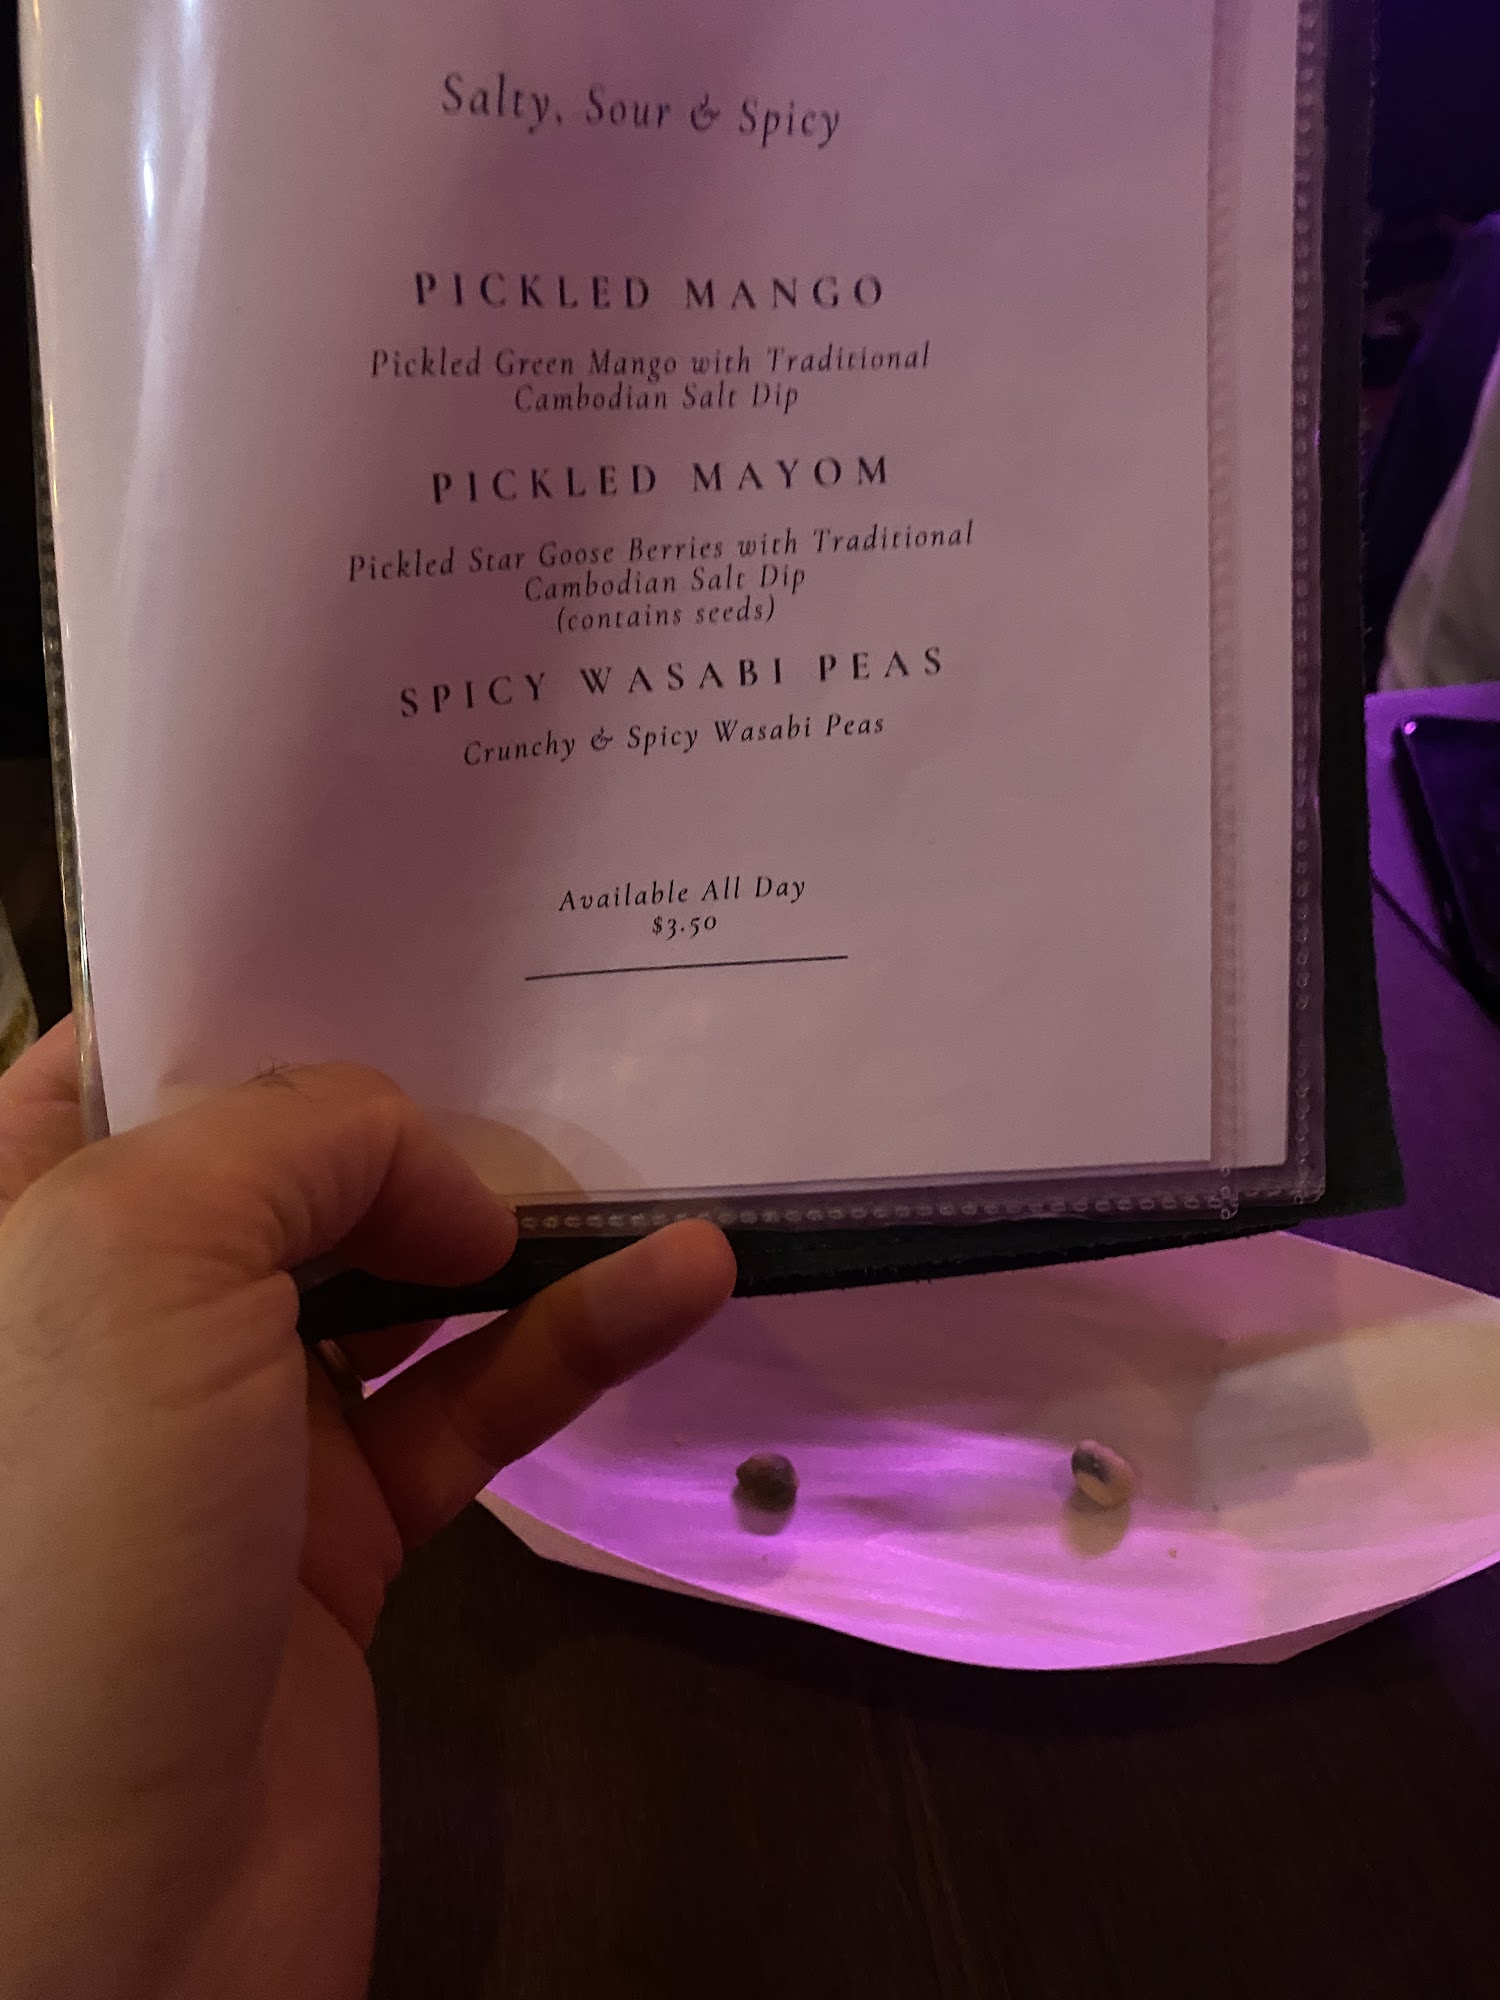 Salty, Sour & Spicy
PICKLED MANGO
Pickled Green Mango with Traditional
Cambodian Salt Dip
PICKLED MAYOM
Pickled Star Goose Berries with Traditional
Cambodian Salt Dip
(contains seeds)
SPICY WASABI PEAS
Crunchy & Spicy Wasabi Peas
Available All Day
$3.50